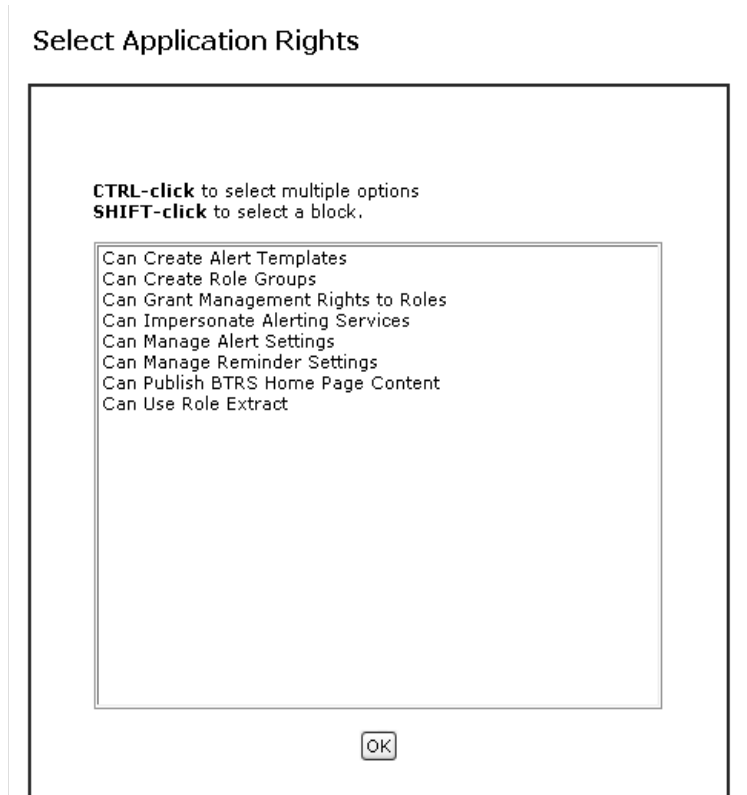 Select Application Rights
CTRL-click to select multiple options
SHIFT-click to select a block.
Can Create Alert Templates
Can Create Role Groups
Can Grant Management Rights to Roles
Can Impersonate Alerting Services
Can Manage Alert Settings
Can Manage Reminder Settings
Can Publish BTRS Home Page Content
Can Use Role Extract
OK